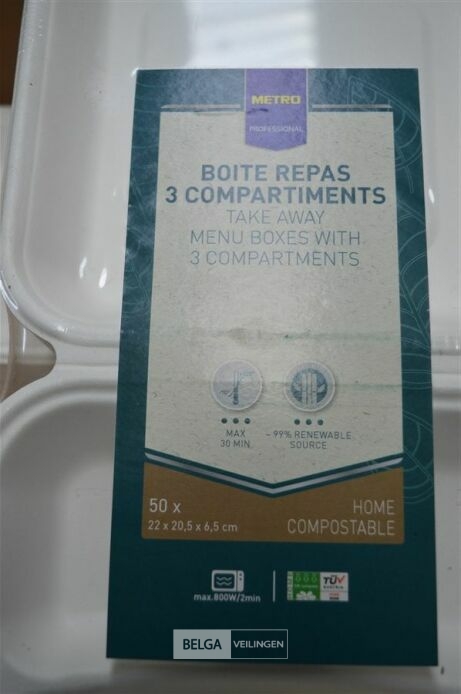 METRO
PROFESSIONAL
BOITE REPAS
3 COMPARTIMENTS
TAKE AWAY
MENU BOXES WITH
3 COMPARTMENTS
MAX
30 MIN
~99% RENEWABLE
SOURCE
50 x
22 x 20,5 x 6,5 cm
HOME
COMPOSTABLE
max.800W/2min
TÜV
BELGA VEILINGEN